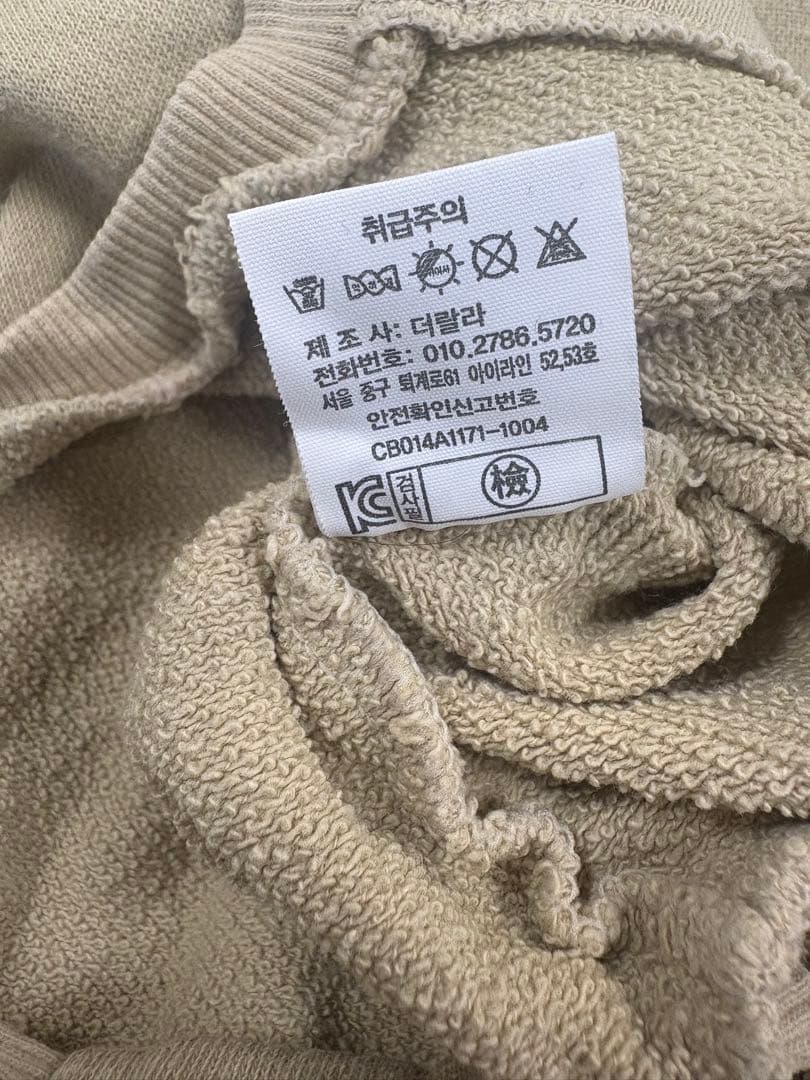 취급주의
제 조 사: 더랄라
전화번호: 010.2786.5720
서울 중구 퇴계로61 아이라인 52,53호
안전확인신고번호
CB014A1171-1004
검사필 檢